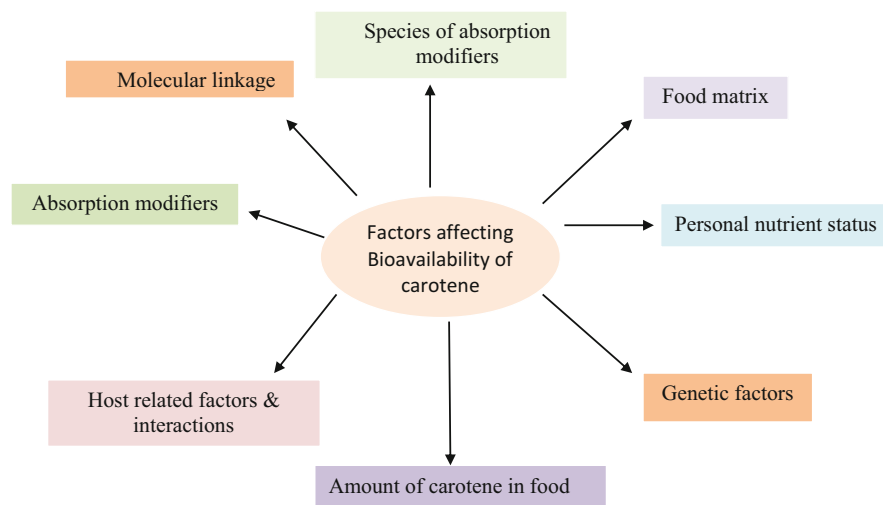 Species of absorption
modifiers
Molecular linkage
Food matrix
Absorption modifiers
Factors affecting
Bioavailability of
carotene
Personal nutrient status
Host related factors &
interactions
Genetic factors
Amount of carotene in food